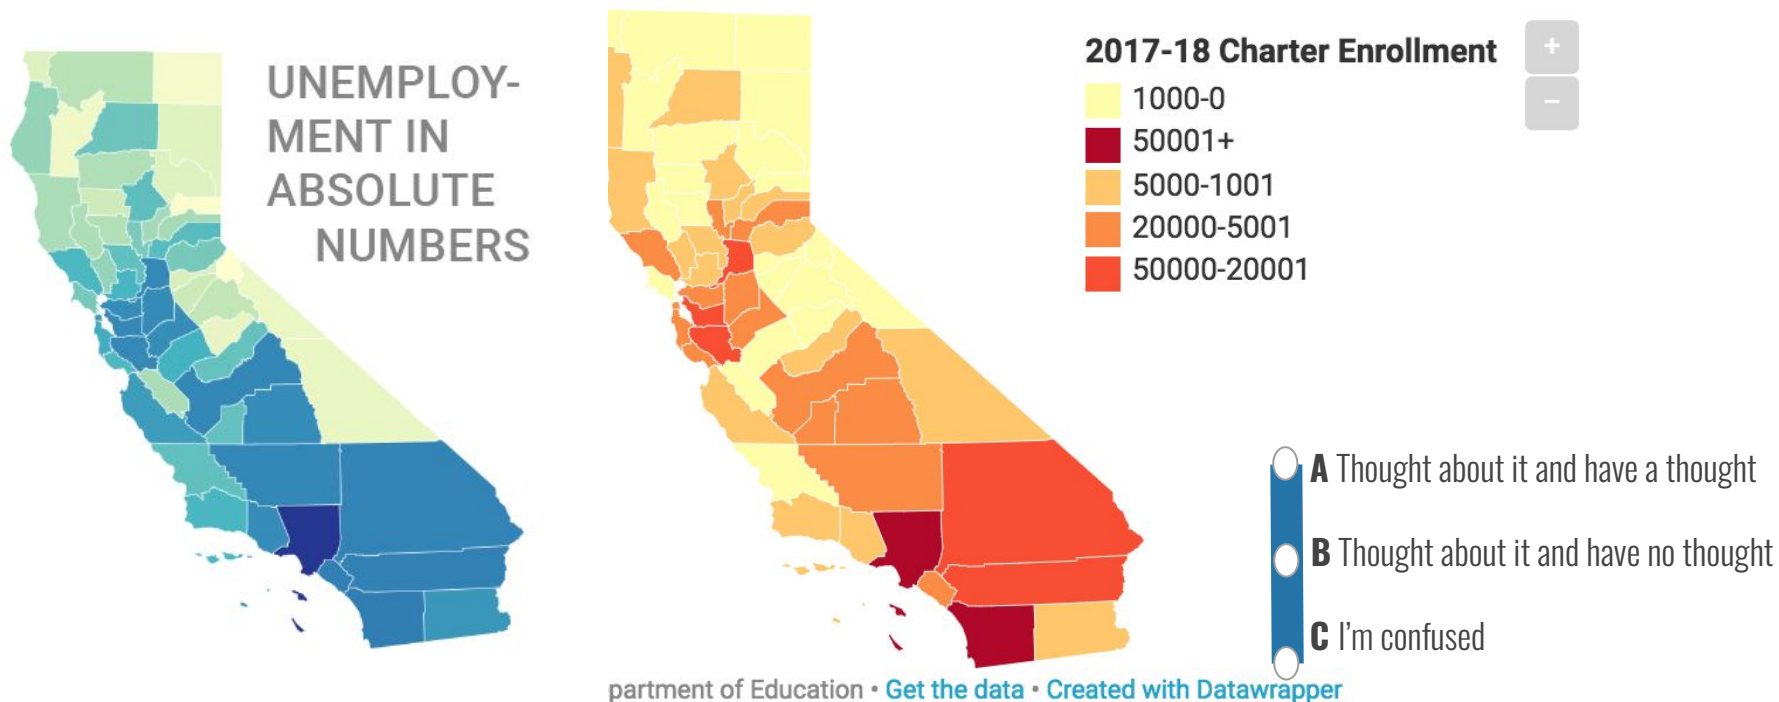 UNEMPLOY-
MENT IN
ABSOLUTE
NUMBERS
2017-18 Charter Enrollment
+
−
1000-0
50001+
5000-1001
20000-5001
50000-20001
A Thought about it and have a thought
B Thought about it and have no thought
C I'm confused
partment of Education • Get the data • Created with Datawrapper